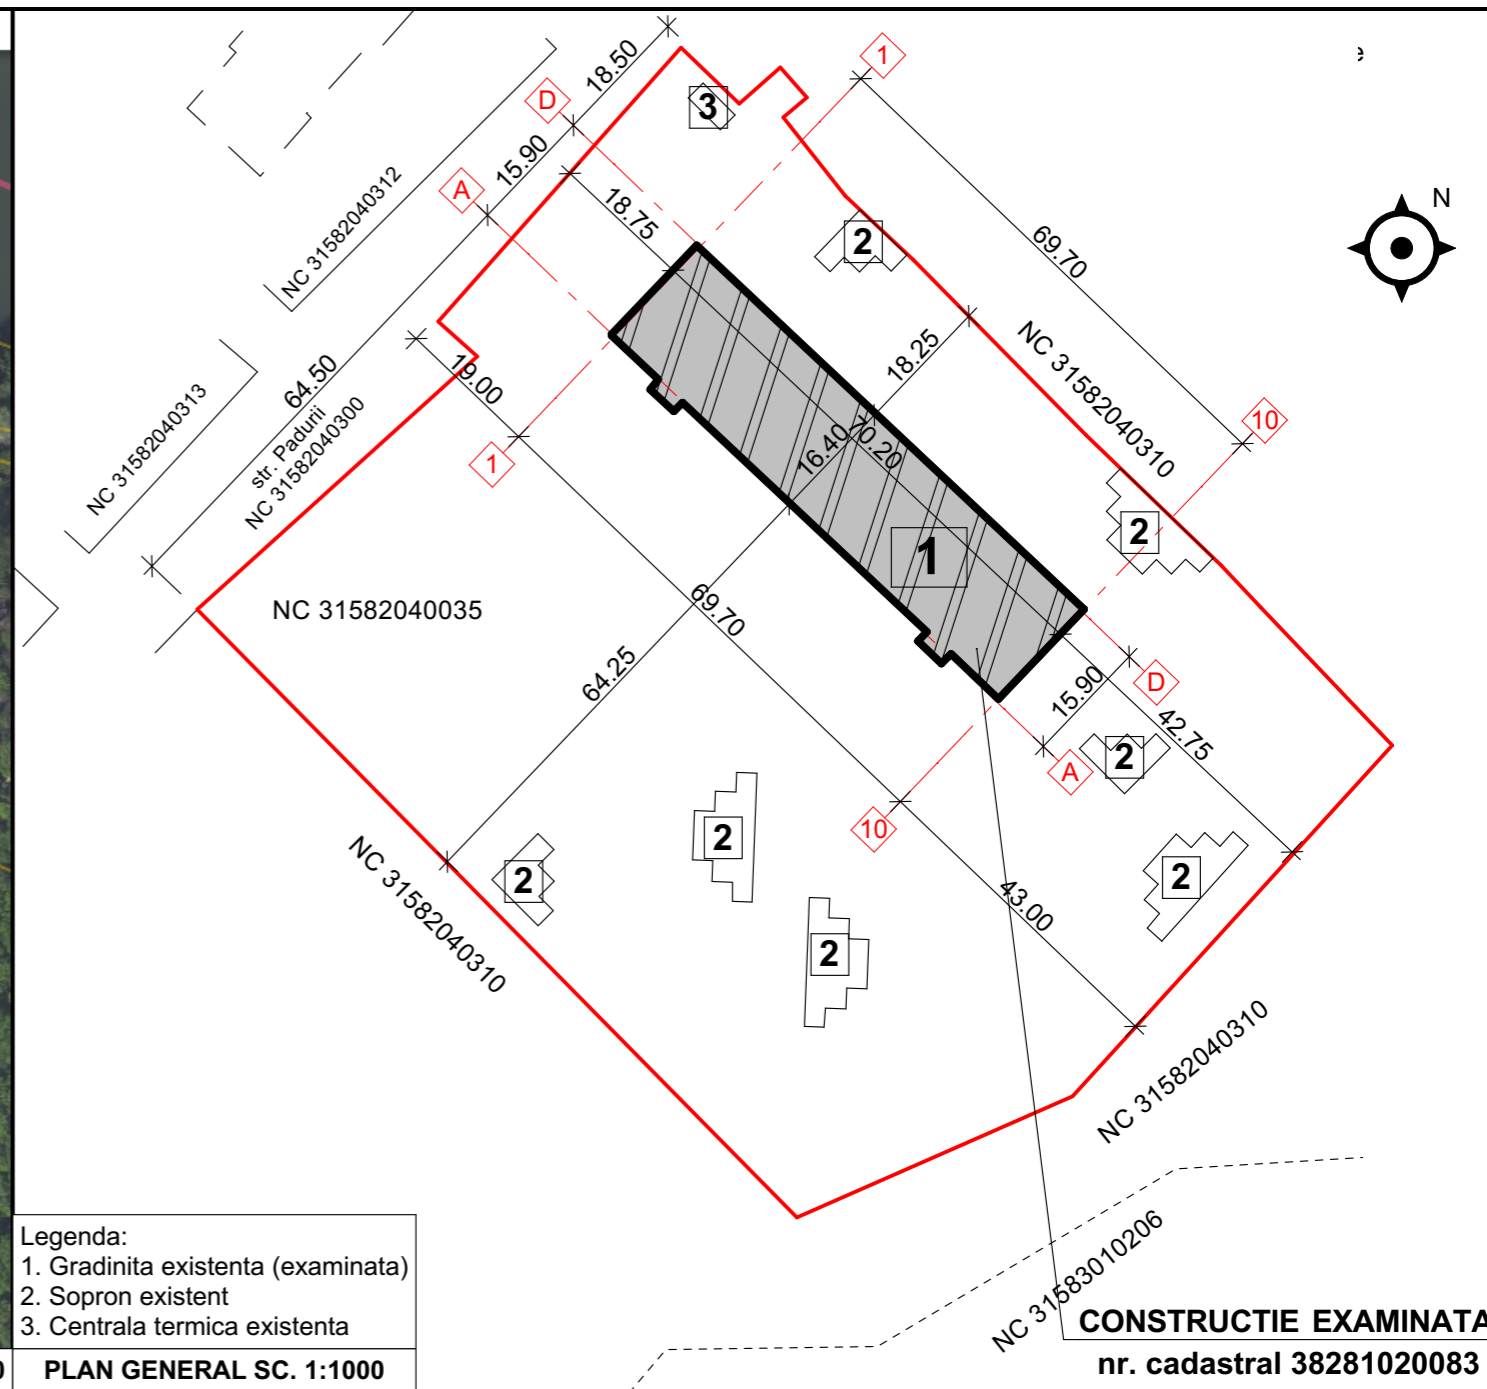 18.50
1
D
3
15.90
N
NC 31582040312
A
18.75
2
69.70
64.50
19.00
18.25
NC 31582040310
NC 31582040313
str. Padurii
NC 31582040300
16.40
70.20
10
1
2
1
NC 31582040035
69.70
64.25
15.90
D
42.75
2
A
10
2
2
2
43.00
NC 31582040310
2
NC 31582040310
NC 31583010206
Legenda:
1. Gradinita existenta (examinata)
2. Sopron existent
3. Centrala termica existenta
PLAN GENERAL SC. 1:1000
CONSTRUCTIE EXAMINATA
nr. cadastral 38281020083